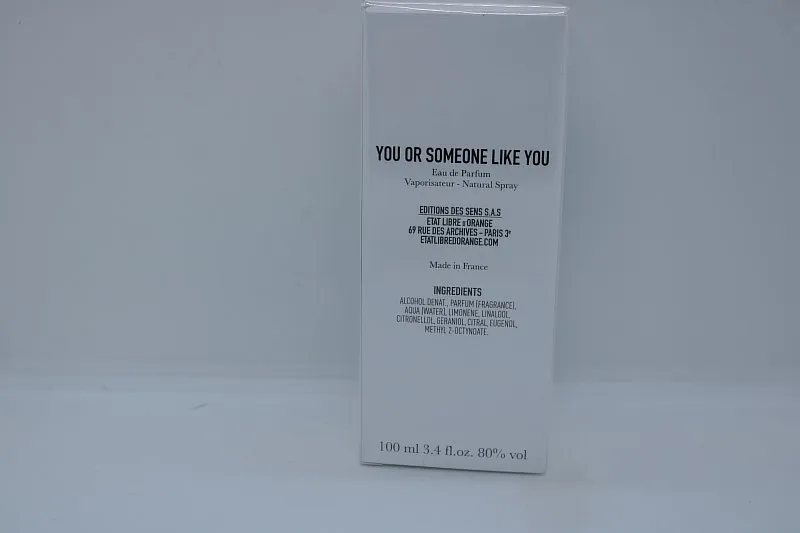 YOU OR SOMEONE LIKE YOU
Eau de Parfum
Vaporisateur - Natural Spray
EDITIONS DES SENS S.A.S
ETAT LIBRE D'ORANGE
69 RUE DES ARCHIVES - PARIS 3e
ETATLIBREDORANGE.COM
Made in France
INGREDIENTS
ALCOHOL DENAT., PARFUM (FRAGRANCE),
AQUA (WATER), LIMONENE, LINALOOL,
CITRONELLOL, GERANIOL, CITRAL, EUGENOL,
METHYL 2-OCTYNOATE.
100 ml 3.4 fl.oz. 80% vol